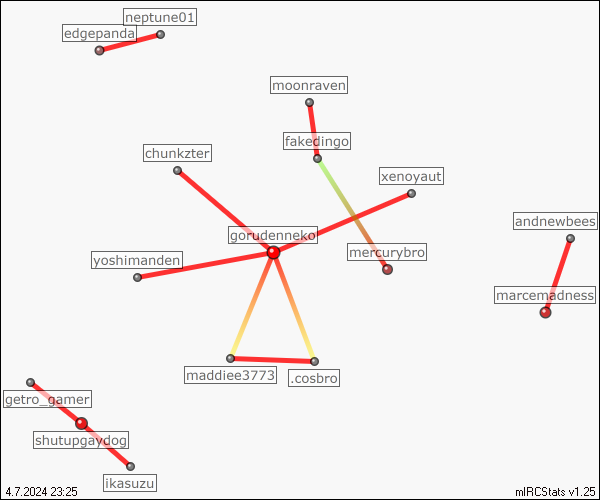 neptune01
edgepanda
moonraven
fakedingo
chunkzter
xenoyaut
andnewbees
gorudenneko
mercurybro
yoshimanden
marcemadness
maddiee3773
.cosbro
getro_gamer
shutupgaydog
ikasuzu
4.7.2024 23:25
mIRCStats v1.25